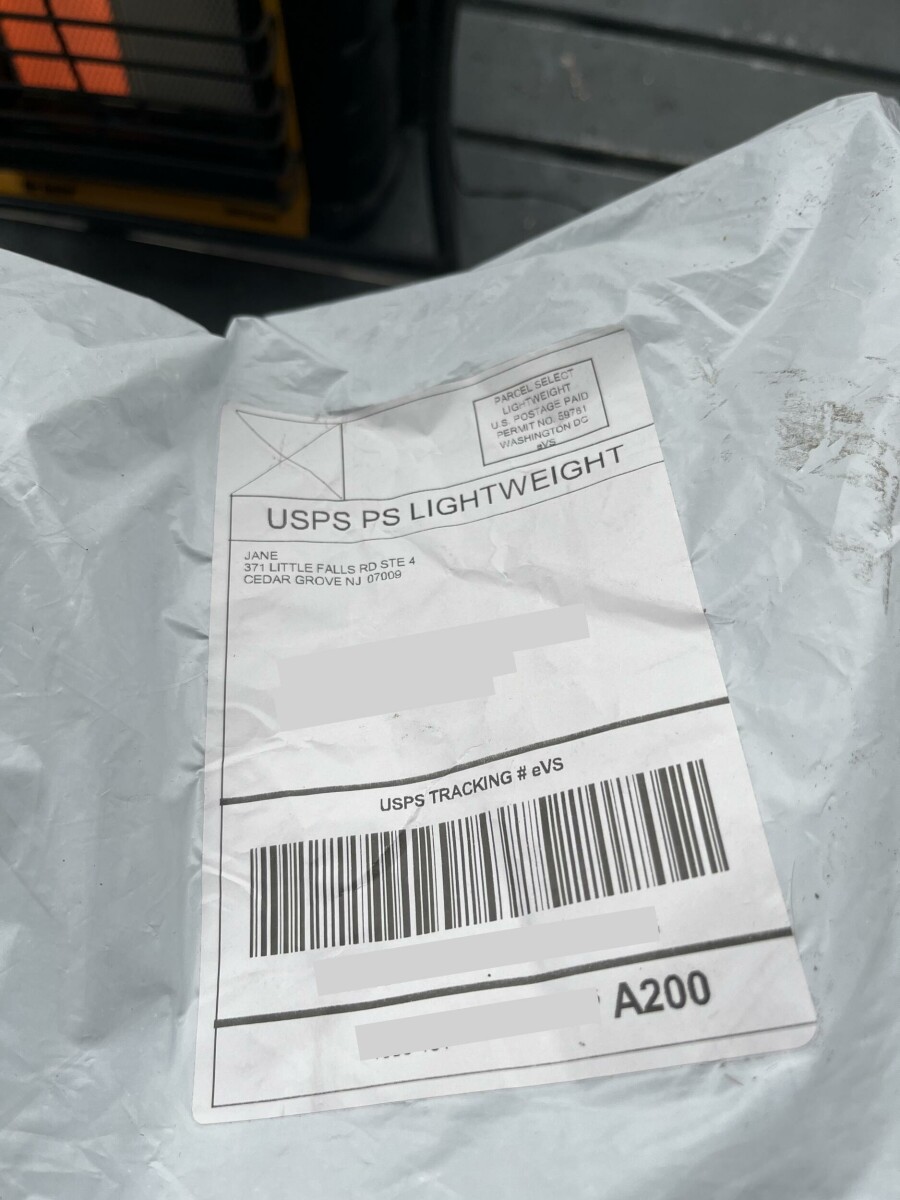 PARCEL SELECT
LIGHTWEIGHT
U.S. POSTAGE PAID
PERMIT NO. 59781
WASHINGTON DC
eVS
USPS PS LIGHTWEIGHT
JANE
371 LITTLE FALLS RD STE 4
CEDAR GROVE NJ 07009
USPS TRACKING # eVS
A200